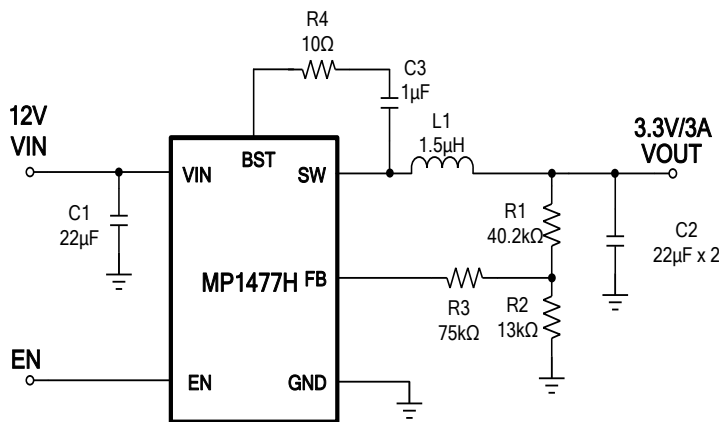 R4
10Ω
C3
1μF
12V
VIN
L1
1.5μH
3.3V/3A
VOUT
BST
VIN
SW
C1
22μF
R1
40.2kΩ
C2
22μF x 2
MP1477H
FB
R3
75kΩ
R2
13kΩ
EN
EN
GND